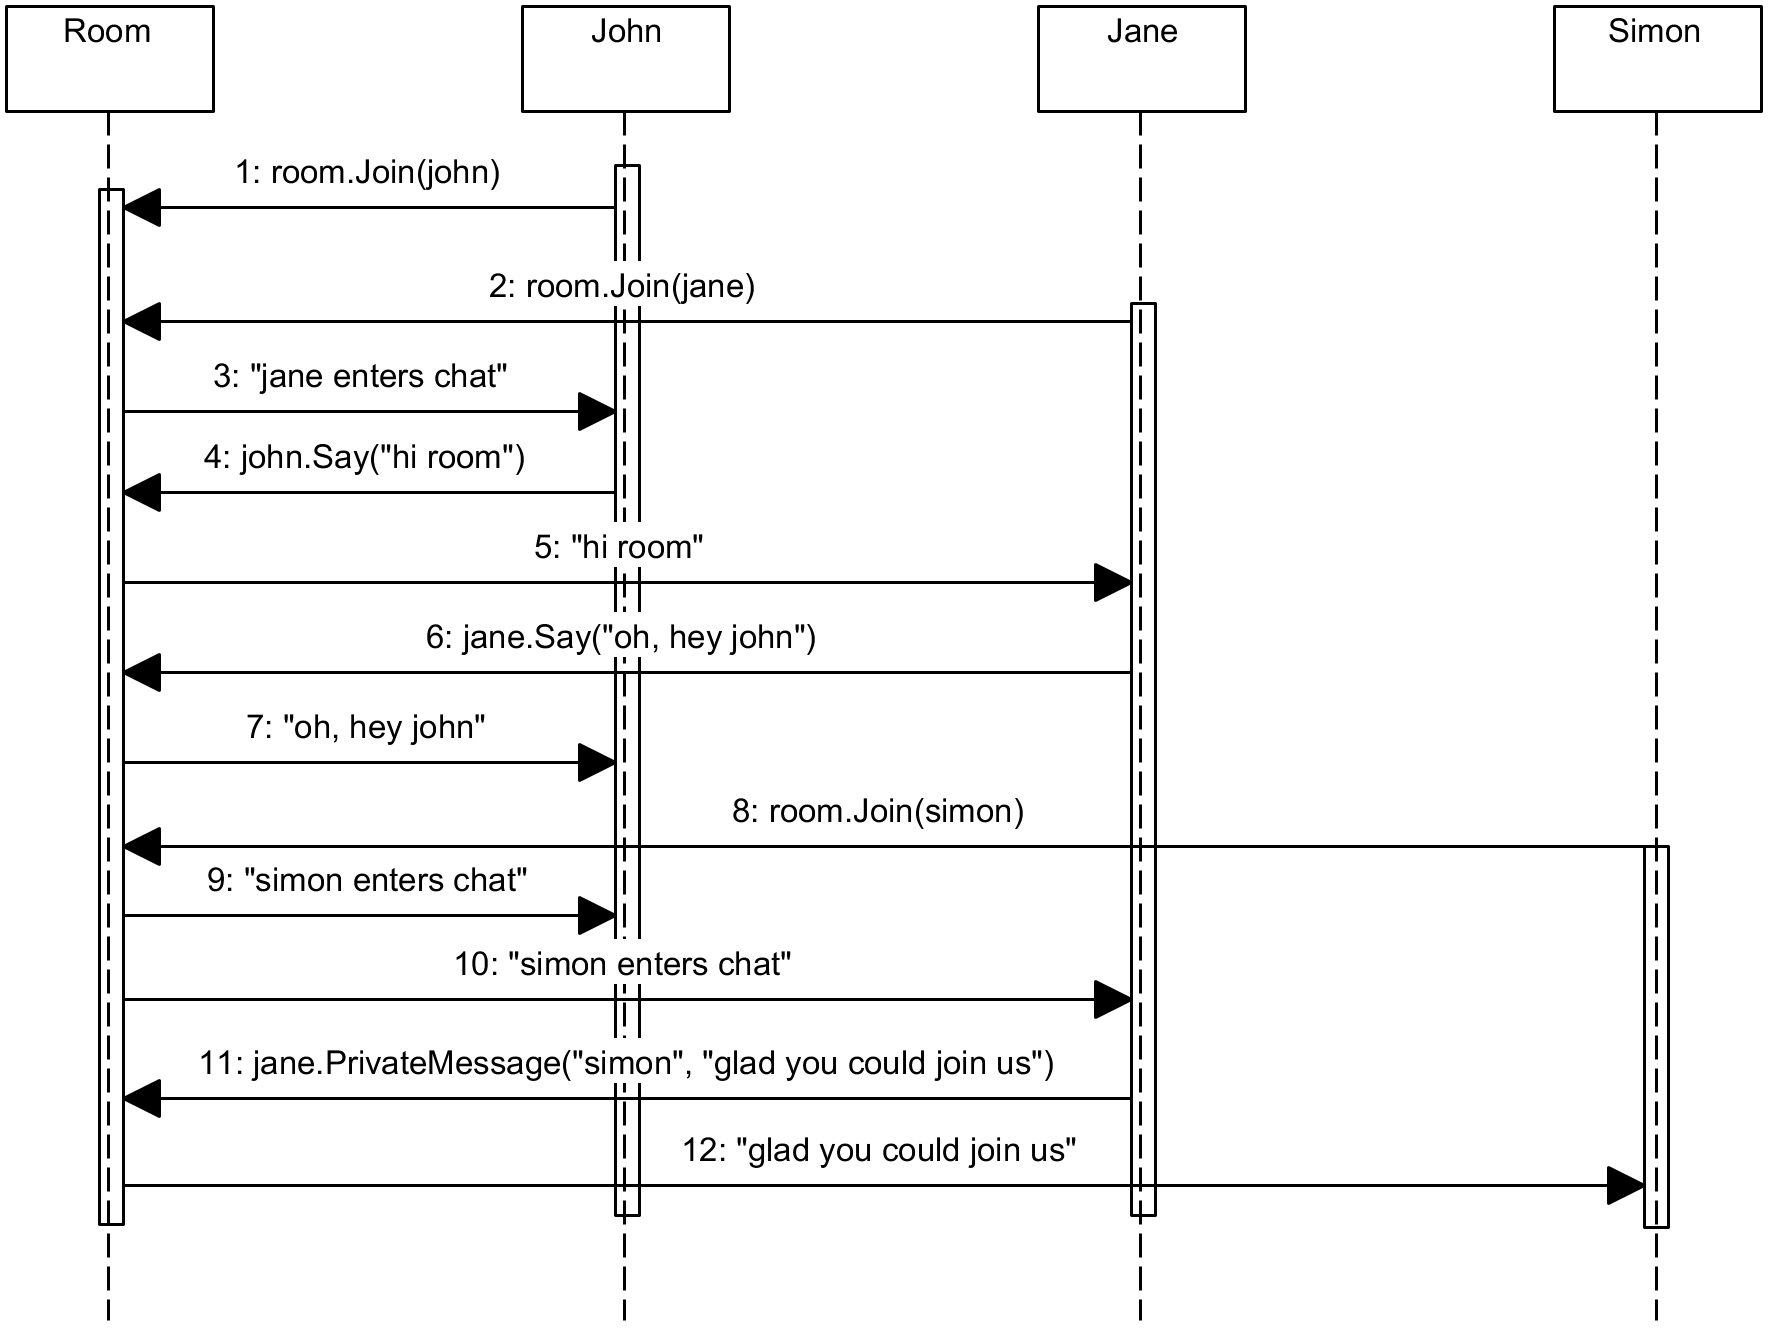 Room
John
Jane
Simon
1: room.Join(john)
2: room.Join(jane)
3: "jane enters chat"
4: john.Say("hi room")
5: "hi room"
6: jane.Say("oh, hey john")
7: "oh, hey john"
8: room.Join(simon)
9: "simon enters chat"
10: "simon enters chat"
11: jane.PrivateMessage("simon", "glad you could join us")
12: "glad you could join us"